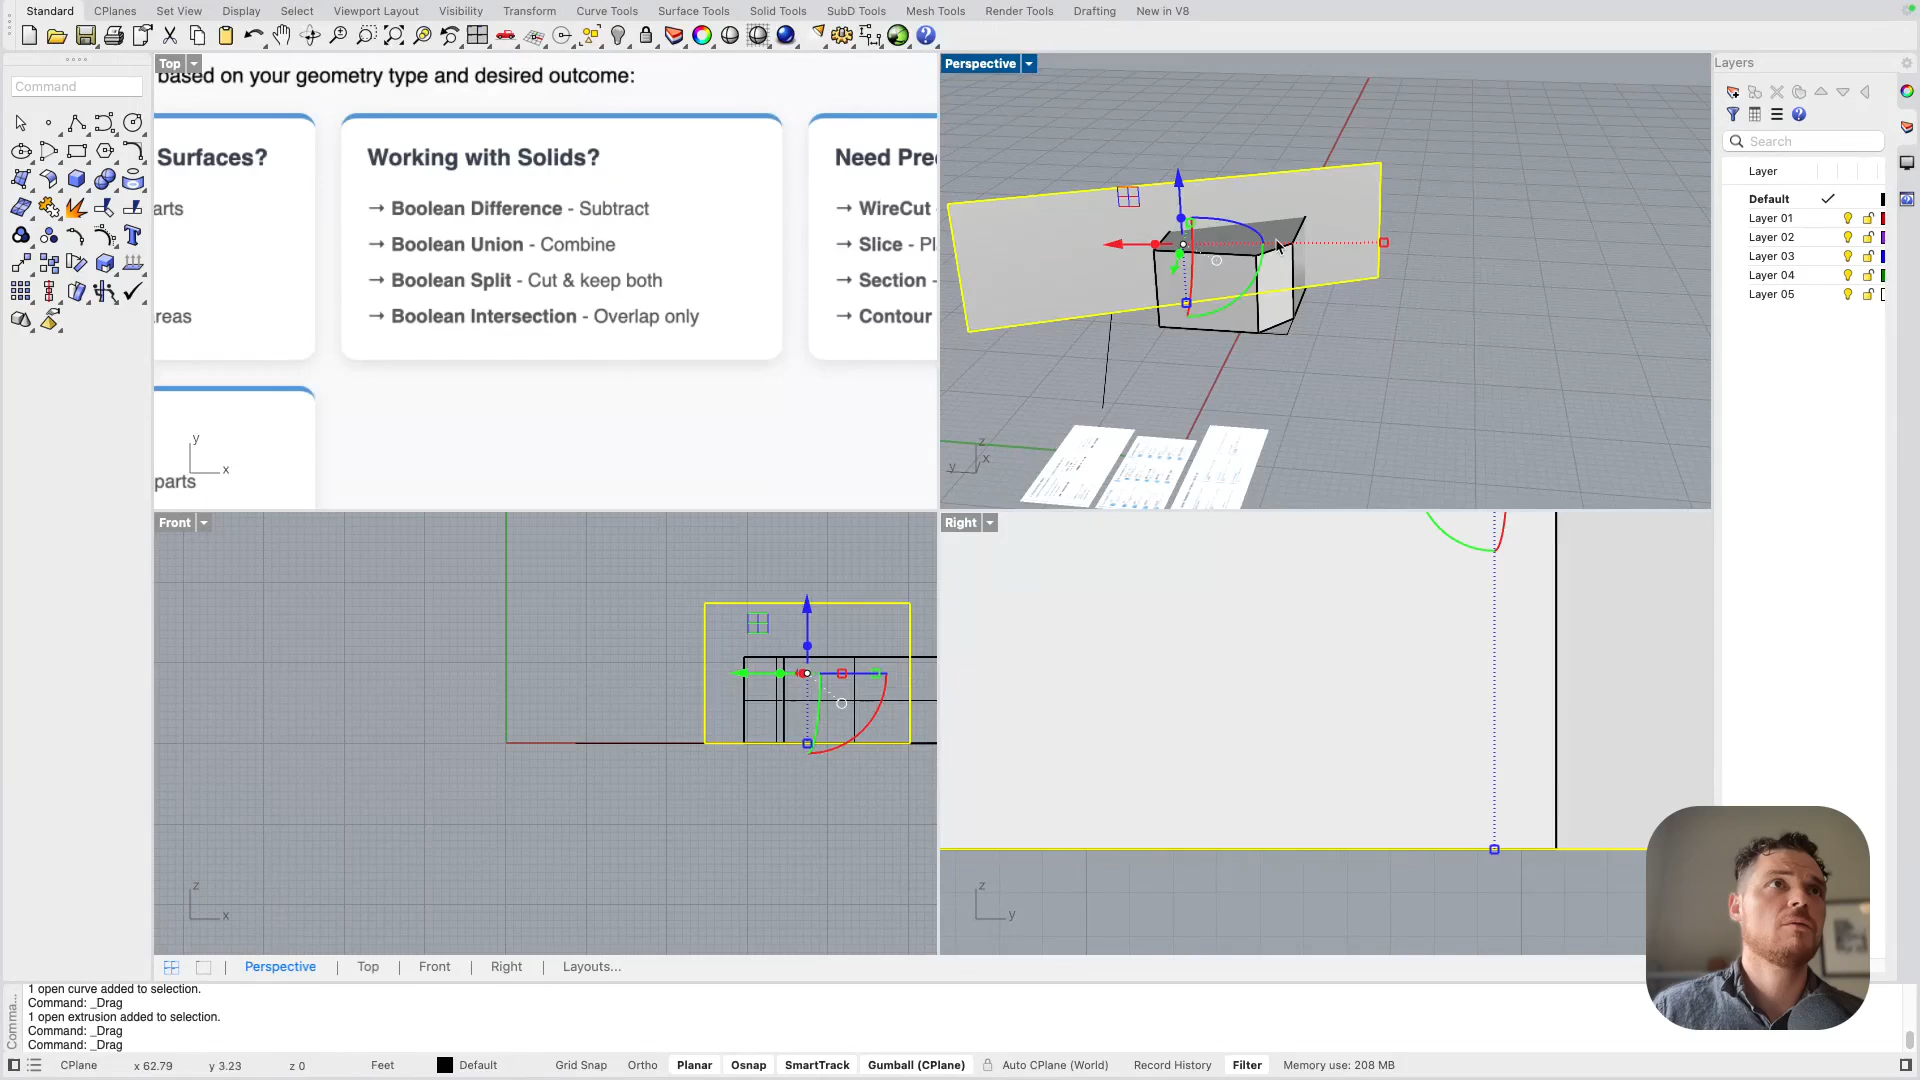 Standard CPlanes Set View Display Select Viewport Layout Visibility Transform Curve Tools Surface Tools Solid Tools SubD Tools Mesh Tools Render Tools Drafting New in V8
Command
Top
based on your geometry type and desired outcome:
Surfaces?
arts
areas
parts
Working with Solids?
→ Boolean Difference - Subtract
→ Boolean Union - Combine
→ Boolean Split - Cut & keep both
→ Boolean Intersection - Overlap only
Need Pre
→ WireCut
→ Slice - Pl
→ Section -
→ Contour
y
x
Perspective
z
y x
Front
z
x
Right
z
y
Layers
Search
Layer
Default
Layer 01
Layer 02
Layer 03
Layer 04
Layer 05
Perspective Top Front Right Layouts...
Comma...
1 open curve added to selection.
Command: _Drag
1 open extrusion added to selection.
Command: _Drag
Command: _Drag
CPlane x 62.79 y 3.23 z 0 Feet Default Grid Snap Ortho Planar Osnap SmartTrack Gumball (CPlane) Auto CPlane (World) Record History Filter Memory use: 208 MB